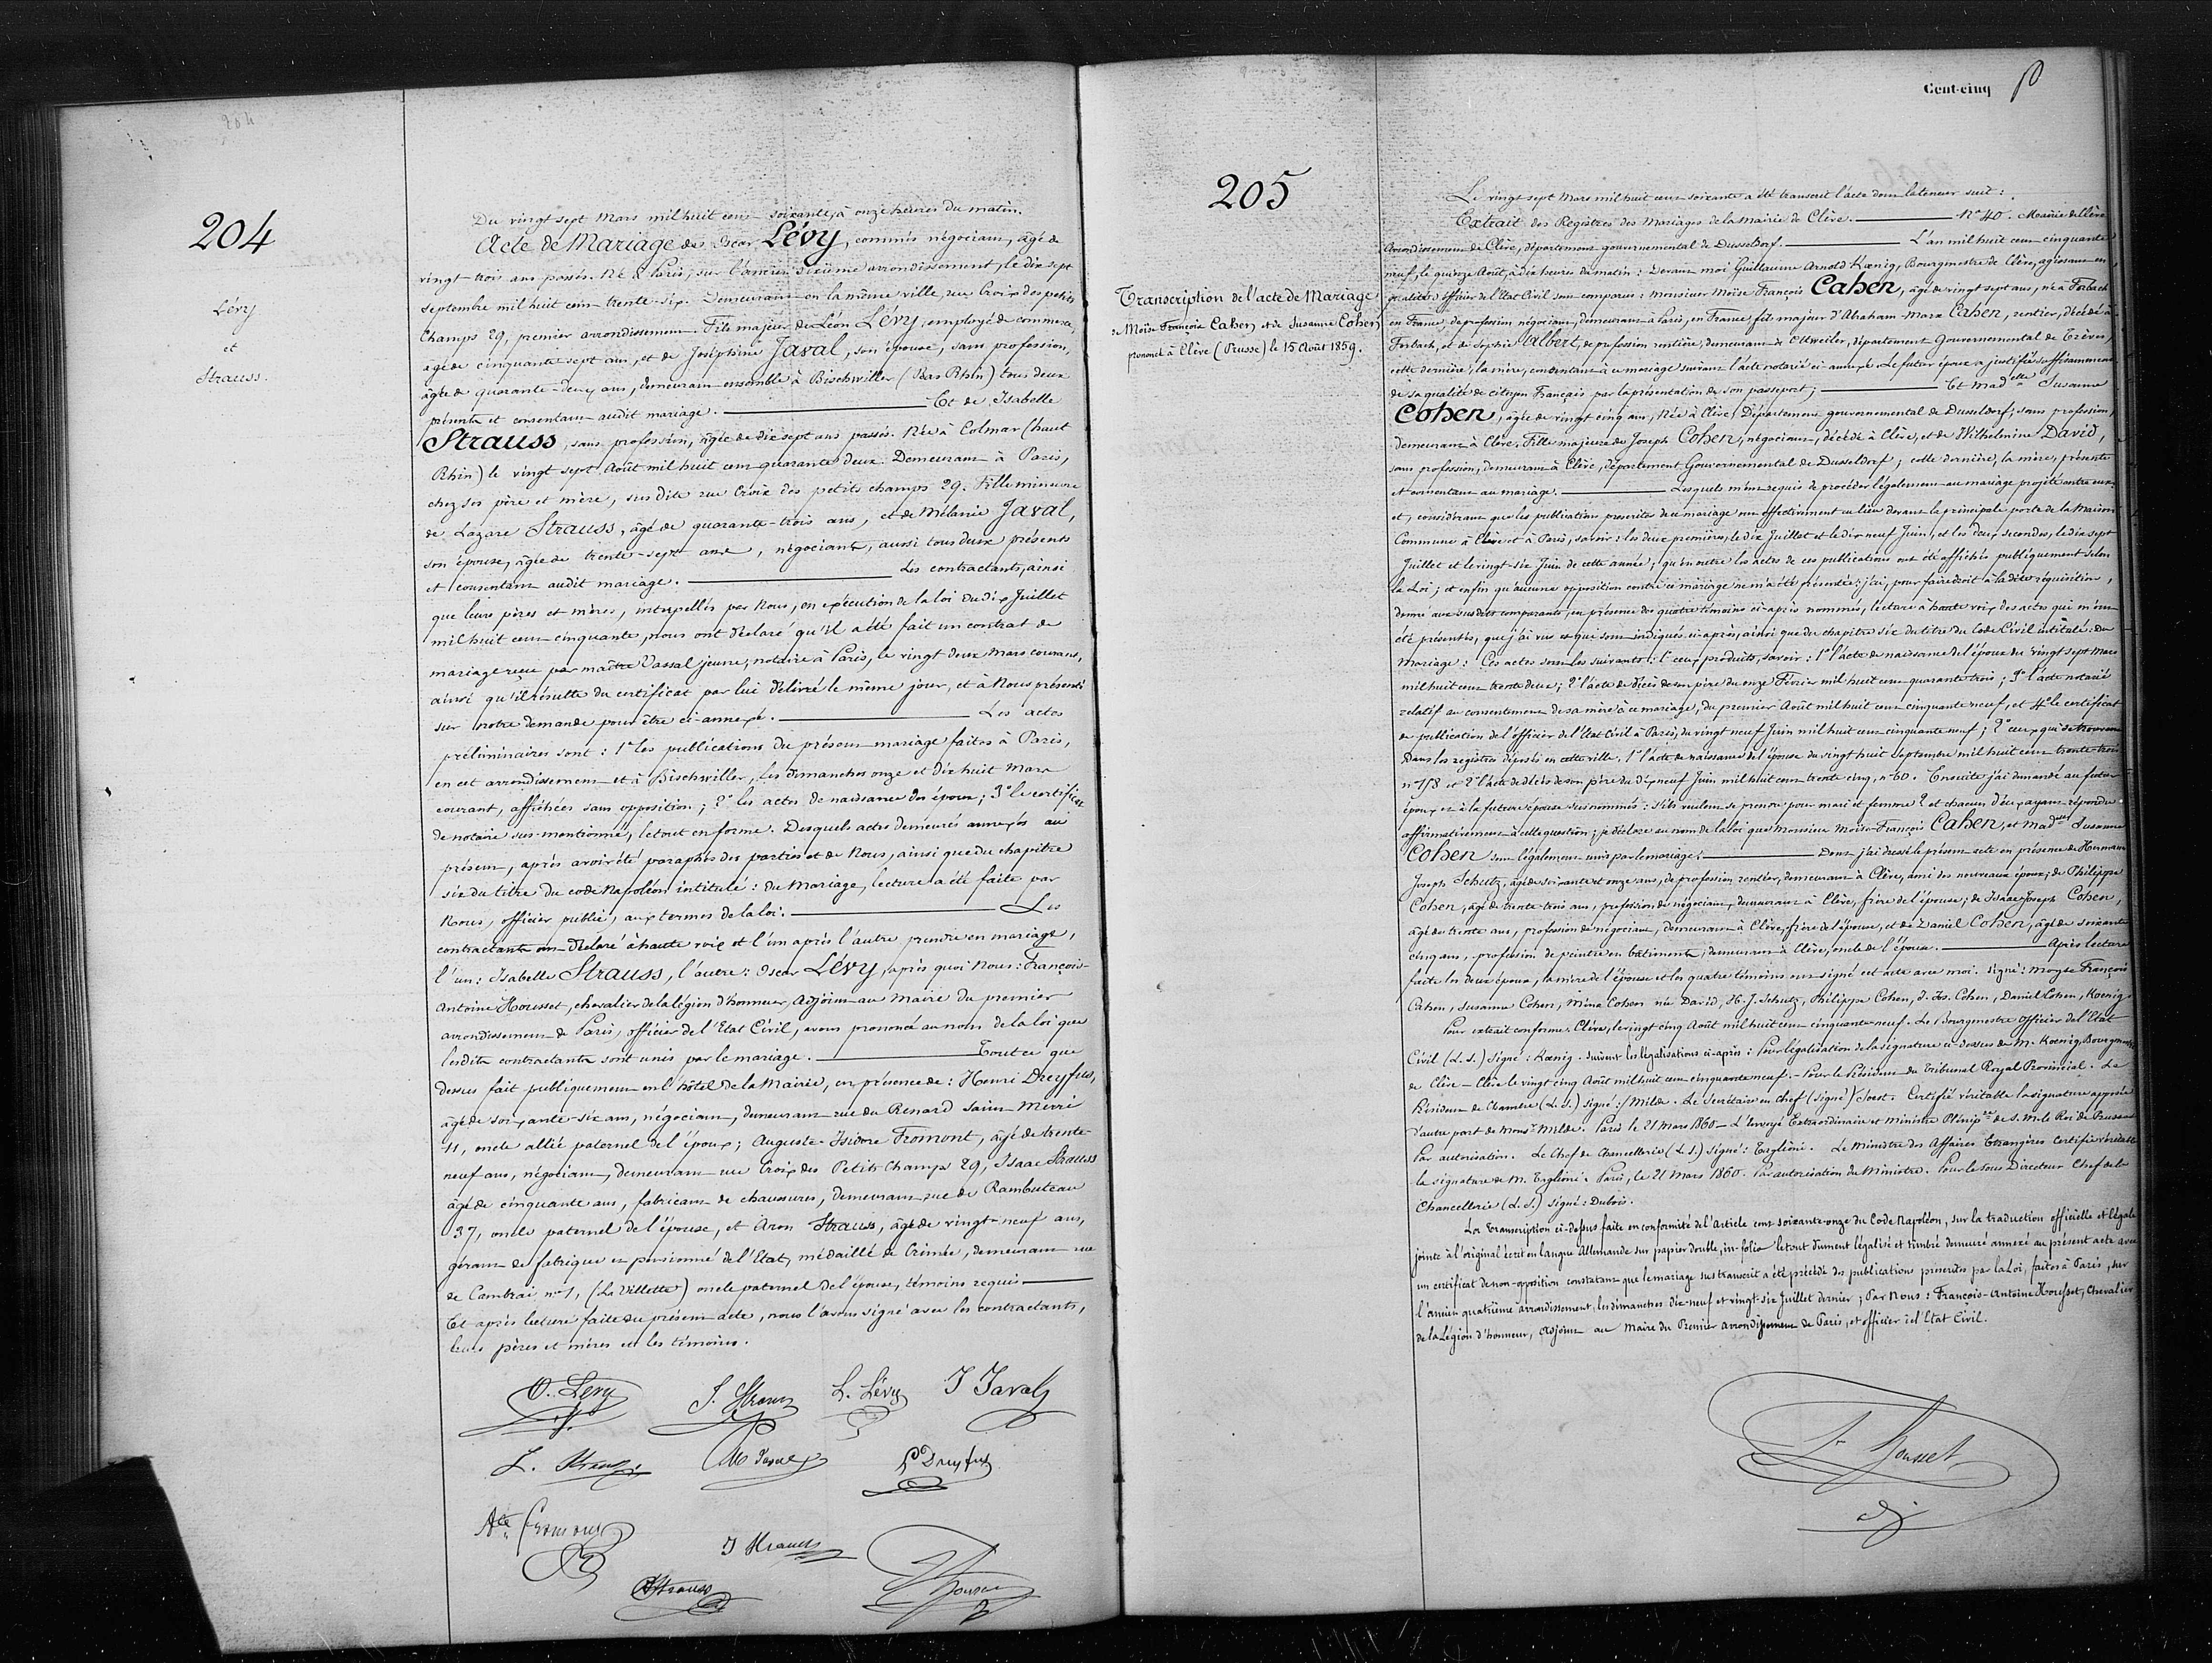 204
Lévy
et
Strauss.
Du vingt sept Mars mil huit cent soixante, à onze heures du matin.
Acte de Mariage de Oscar Lévy, commis négociant, âgé de
vingt-trois ans passés. Né à Paris, sur l'ancien sixième arrondissement, le dix sept
septembre mil huit cent trente-six. Demeurant en la même ville, rue Croix des petits
Champs 29, premier arrondissement. Fils majeur de Léon Lévy, employé de commerce,
âgé de cinquante sept ans, et de Joséphine Javal, son épouse, sans profession,
âgée de quarante-deux ans, demeurant ensemble à Bischwiller (Bas Rhin) tous deux
présents et consentant audit mariage. — Et de Isabelle
Strauss, sans profession, âgée de dix sept ans passés. Née à Colmar (haut
Rhin) le vingt sept Août mil huit cent quarante deux. Demeurant à Paris,
chez ses père et mère, susdite rue Croix des petits champs 29. Fille mineure
de Lazare Strauss, âgé de quarante-trois ans, et de Mélanie Javal,
son épouse, âgée de trente-sept ans, négociants, aussi tous deux présents
et consentant audit mariage. — Les contractants, ainsi
que leurs pères et mères, interpellés par Nous, en exécution de la loi du dix Juillet
mil huit cent cinquante, nous ont déclaré qu'il a été fait un contrat de
mariage reçu par maître Vassal jeune, notaire à Paris, le vingt deux Mars courant,
ainsi qu'il résulte du certificat par lui délivré le même jour, et à Nous présenté
sur notre demande pour être ci-annexé. — Les actes
préliminaires sont : 1° les publications du présent mariage faites à Paris,
en cet arrondissement et à Bischwiller, les dimanches onze et dix huit Mars
courant, affichées sans opposition ; 2° les actes de naissance des époux ; 3° le certificat
de notaire sus-mentionné, le tout en forme. Desquels actes demeurés annexés au
présent, après avoir été paraphés des parties et de Nous, ainsi que du chapitre
six du titre du code Napoléon intitulé : du Mariage, lecture a été faite par
Nous, officier public, aux termes de la loi. — Les
contractants ont déclaré à haute voix et l'un après l'autre prendre en mariage,
l'un : Isabelle Strauss, l'autre : Oscar Lévy, après quoi Nous : François-
Antoine Housset, chevalier de la légion d'honneur, Adjoint au Maire du premier
arrondissement de Paris, officier de l'Etat Civil, avons prononcé au nom de la loi que
lesdits contractants sont unis par le mariage. — Tout ce que
dessus fait publiquement en l'hôtel de la Mairie, en présence de : Henri Dreyfus,
âgé de soixante-six ans, négociant, demeurant rue du Renard Saint Merri
11, oncle allié paternel de l'époux ; Auguste-Isidore Fromont, âgé de trente
neuf ans, négociant, demeurant rue Croix des Petits Champs 29, Isaac Strauss
âgé de cinquante ans, fabricant de chaussures, demeurant rue de Rambuteau
37, oncle paternel de l'épouse, et Aron Strauss, âgé de vingt-neuf ans,
gérant de fabrique et pensionné de l'Etat, médaillé de Crimée, demeurant rue
de Cambrai n° 1, (La Villette) oncle paternel de l'épouse, témoins requis —
Et après lecture faite du présent acte, nous l'avons signé avec les contractants,
leurs pères et mères et les témoins.
O. Levy I. Strauss L. Lévy J Javal
L. Strauss M Javal H Dreyfus
Ate Fromont I Strauss
A Strauss Housset
Cent-cinq
205
Transcription de l'acte de Mariage
de Moïse François Cahen et de Susanne Cohen
prononcé à Clève (Prusse) le 15 Août 1859.
Le vingt sept Mars mil huit cent soixante a été transcrit l'acte dont la teneur suit :
Extrait des Registres des Mariages de la Mairie de Clève. — N° 40. Mairie de Clève
Arrondissement de Clève, département gouvernemental de Dusseldorf. — L'an mil huit cent cinquante
neuf, le quinze Août, à dix heures du matin : Devant moi Guillaume Arnold Kœnig, Bourgmestre de Clève, agissant en
qualité d'officier de l'Etat Civil sont comparus : Monsieur Moïse François Cahen, âgé de vingt sept ans, né à Forbach
en France, de profession négociant, demeurant à Paris, en France fils majeur d'Abraham Marx Cahen, rentier, décédé à
Forbach, et de Sophie Albert, de profession rentière, demeurant à Ottweiler, département Gouvernemental de Trèves,
cette dernière, la mère, consentant à ce mariage suivant l'acte notarié ci-annexé. Le futur époux a justifié suffisamment
de sa qualité de citoyen Français par la présentation de son passeport ; — Et Madelle Susanne
Cohen, âgée de vingt cinq ans, Née à Clève, Département gouvernemental de Dusseldorf, sans profession,
demeurant à Clève, Fille majeure de Joseph Cohen, négociant, décédé à Clève, et de Wilhelmine David,
sans profession, demeurant à Clève, département Gouvernemental de Dusseldorf ; cette dernière, la mère, présente
et consentant au mariage. — Lesquels m'ont requis de procéder légalement au mariage projeté entre eux
et, considérant que les publications prescrites de ce mariage ont effectivement eu lieu devant la principale porte de la Maison
Commune à Clève et à Paris, savoir : les deux premières, le dix Juillet et le dix neuf Juin, et les deux secondes, le dix sept
Juillet et le vingt-six Juin de cette année ; qu'en outre les actes de ces publications ont été affichés publiquement selon
la Loi ; et enfin qu'aucune opposition contre ce mariage ne m'a été présentée : j'ai, pour faire droit à ladite réquisition,
donné aux susdits comparants, en présence des quatre témoins ci-après nommés, lecture à haute voix des actes qui m'ont
été présentés, que j'ai vus et qui sont indiqués ci-après, ainsi que du chapitre six du titre du Code Civil intitulé : du
Mariage : Ces actes sont les suivants : 1° ceux produits, savoir : 1° l'acte de naissance de l'époux du vingt sept Mars
mil huit cent trente deux ; 2° l'acte de décès de son père du onze Février mil huit cent quarante trois ; 3° l'acte notarié
relatif au consentement de sa mère à ce mariage, du premier Août mil huit cent cinquante neuf, et 4° le certificat
de publication de l'officier de l'Etat Civil à Paris, du vingt neuf Juin mil huit cent cinquante neuf ; 2° ceux qui se trouvent
dans les registres déposés en cette ville. 1° l'acte de naissance de l'épouse du vingt huit septembre mil huit cent trente-trois
n° 178 et 2° l'acte de décès de son père du dix neuf Juin mil huit cent trente cinq, n° 60. Ensuite j'ai demandé au futur
époux et à la future épouse susnommés : s'ils veulent se prendre pour mari et femme ? et chacun d'eux ayant répondu
affirmativement à cette question ; je déclare au nom de la loi que Monsieur Moïse-François Cahen, et Madelle Susanne
Cohen sont légalement unis par le mariage. — Dont j'ai dressé le présent acte en présence de Hermann
Joseph Schutz, âgé de soixante et onze ans, de profession rentier, demeurant à Clève, ami des nouveaux époux ; de Philippe
Cohen, âgé de trente-trois ans, profession de négociant, demeurant à Clève, frère de l'épouse ; de Isaac Joseph Cohen,
âgé de trente ans, profession de négociant, demeurant à Clève, frère de l'épouse, et de Daniel Cohen, âgé de soixante
cinq ans, profession de peintre en bâtiments, demeurant à Clève, oncle de l'épouse. — Après lecture
faite les deux époux, la mère de l'épouse et les quatre témoins ont signé cet acte avec moi. Signé : Moyse François
Cahen, Susanne Cohen, Mina Cohen née David, H. J. Schutz, Philippe Cohen, J. Jos. Cohen, Daniel Cohen, Koenig
Pour extrait conforme, Clève, le vingt cinq Août mil huit cent cinquante-neuf. Le Bourgmestre officier de l'Etat
Civil (L. S.) Signé : Kœnig. Suivent les légalisations ci-après : Pour légalisation de la signature ci-dessus de M. Koenig, Bourgmestre
de Clève — Clève le vingt cinq Août mil huit cent cinquante neuf. — Pour le Président du Tribunal Royal Provincial. Le
Président de Chambre (L. S.) signé : Milde. Le Secrétaire en chef (signé) Joest. Certifié véritable la signature apposée
d'autre part de Monsr Milde. Paris le 21 Mars 1860 — L'Envoyé Extraordinaire et Ministre Plénipre de S. M. le Roi de Prusse
Par autorisation. Le Chef de Chancellerie (L. S.) signé : Taglioni. Le Ministre des Affaires Etrangères certifie véritable
la signature de M. Taglioni. Paris, le 21 Mars 1860. Par autorisation du Ministre. Pour le Sous Directeur Chef de la
Chancellerie (L. S.) signé : Dubois.
La transcription ci-dessus faite en conformité de l'Article cent soixante-onze du Code Napoléon, sur la traduction officielle et légale
jointe à l'original écrit en langue Allemande sur papier double, in-folio le tout dument légalisé et timbré demeuré annexé au présent acte avec
un certificat de non-opposition constatant que le mariage sus transcrit a été précédé des publications prescrites par la Loi, faites à Paris, sur
l'ancien quatrième arrondissement, les dimanches dix-neuf et vingt-six Juillet dernier ; Par Nous : François-Antoine Housset, Chevalier
de la Légion d'honneur, Adjoint au Maire du Premier arrondissement de Paris, et officier de l'Etat Civil.
Housset